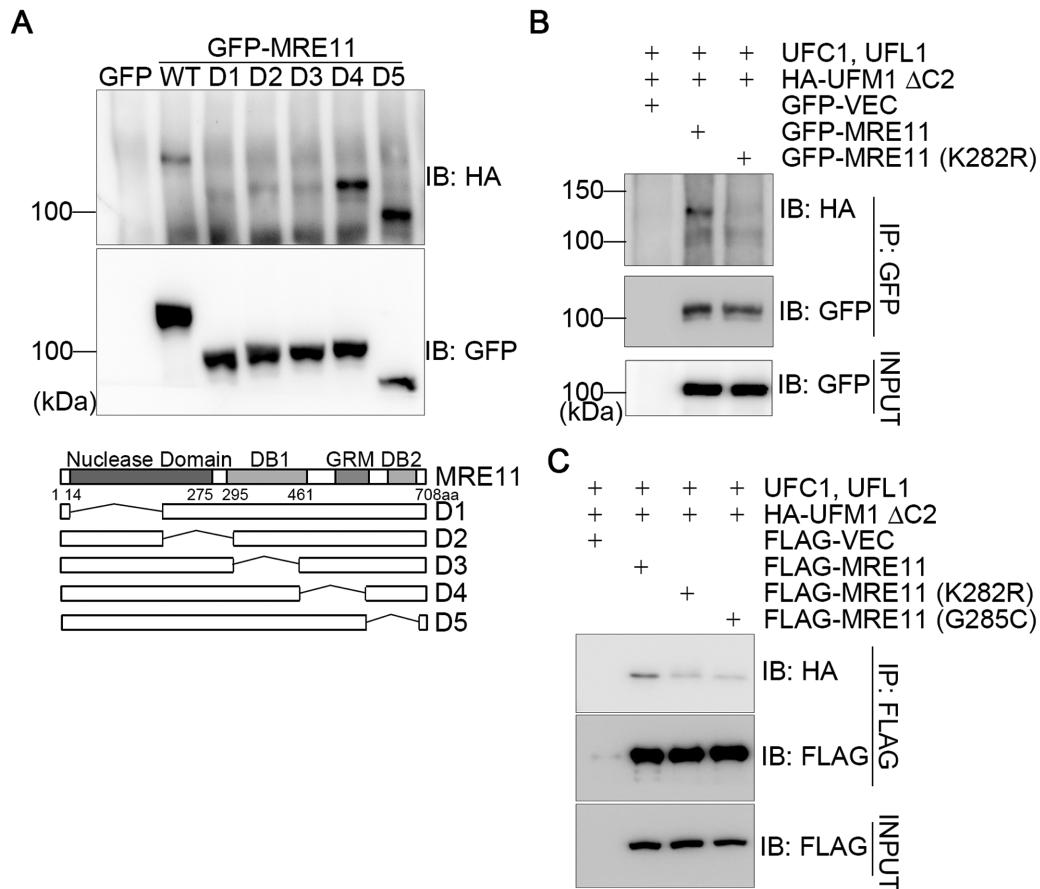 A
GFP-MRE11
GFP WT D1 D2 D3 D4 D5
IB: HA
100
IB: GFP
100
(kDa)
Nuclease Domain DB1 GRM DB2
MRE11
1 14 275 295 461 708aa
D1
D2
D3
D4
D5
B
+ + + UFC1, UFL1
+ + + HA-UFM1 ΔC2
+ GFP-VEC
+ GFP-MRE11
+ GFP-MRE11 (K282R)
150
IB: HA
100
IB: GFP
100
IP: GFP
IB: GFP
100
(kDa)
INPUT
C
+ + + + UFC1, UFL1
+ + + + HA-UFM1 ΔC2
+ FLAG-VEC
+ FLAG-MRE11
+ FLAG-MRE11 (K282R)
+ FLAG-MRE11 (G285C)
IB: HA
IB: FLAG
IP: FLAG
IB: FLAG
INPUT